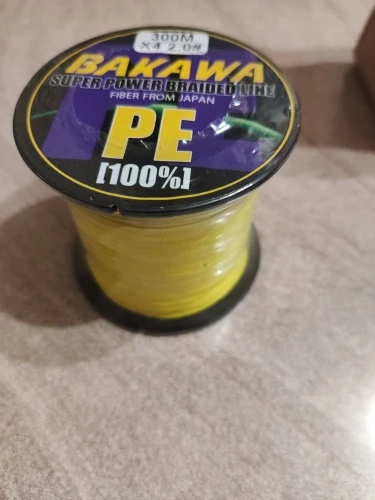 300M
X4 2.0#
BAKAWA
SUPER POWER BRAIDED LINE
FIBER FROM JAPAN
PE
[100%]